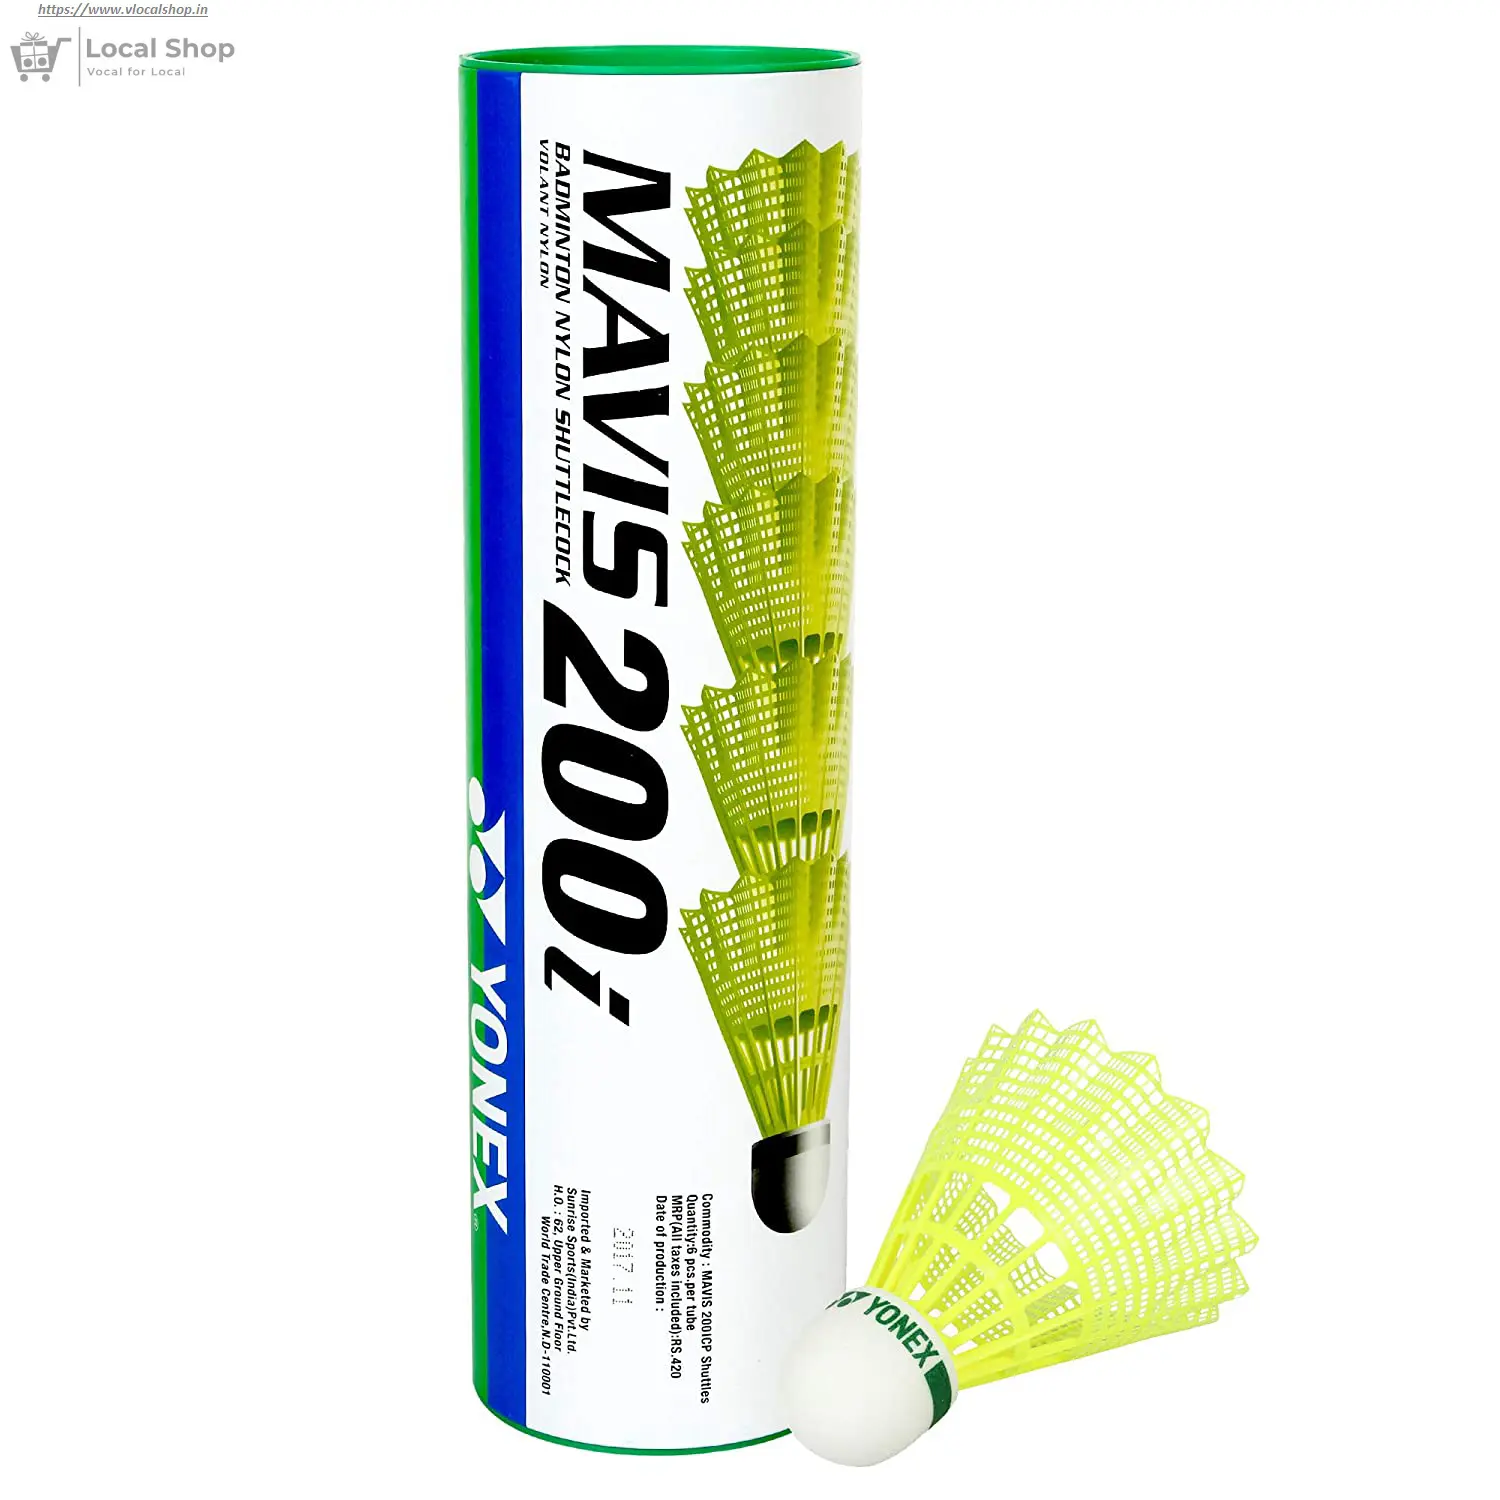 https://www.vlocalshop.in
Local Shop
Vocal for Local
MAVIS 200i
BADMINTON NYLON SHUTTLECOCK
VOLANT NYLON
YONEX®
Commodity : MAVIS 200ICP Shuttles
Quantity:6 pcs.per tube
MRP(All taxes included):RS.420
Date of production :
2017.11
Imported & Marketed by
Sunrise Sports(India)Pvt.Ltd.
H.O. : 62, Upper Ground Floor
World Trade Centre,N.D-110001
YONEX